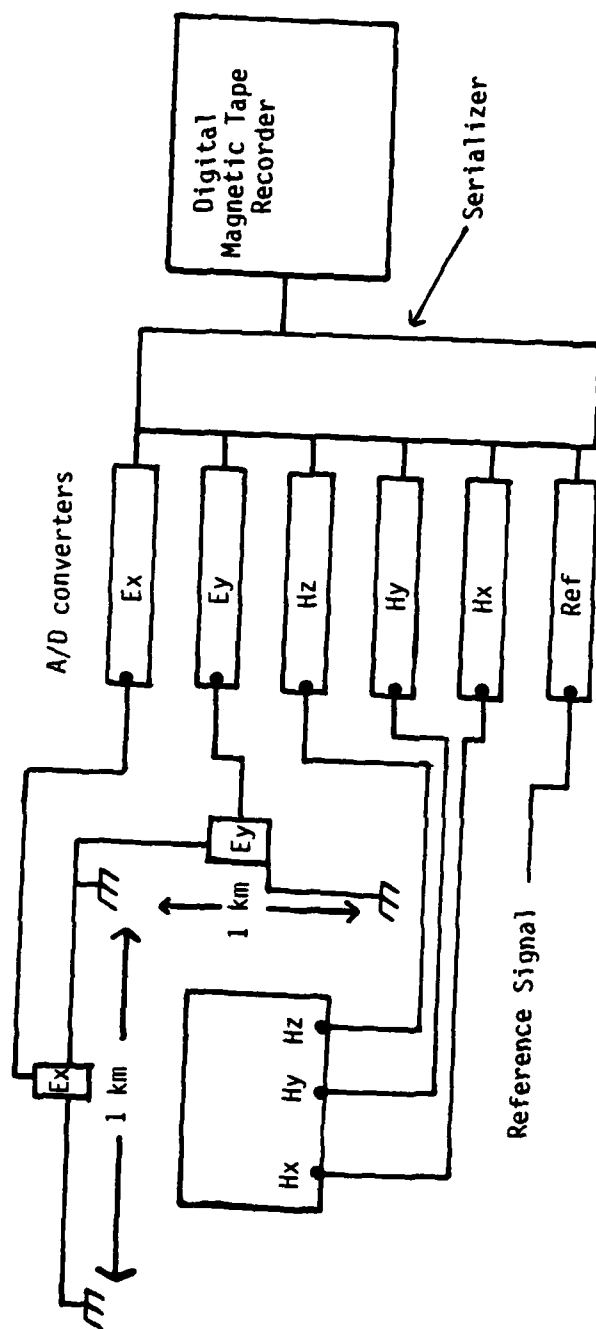 Digital
Magnetic Tape
Recorder
Serializer
A/D converters
Ex
Ey
Hz
Hy
Hx
Ref
Ex
1 km
Ey
1 km
Hx
Hy
Hz
Reference Signal